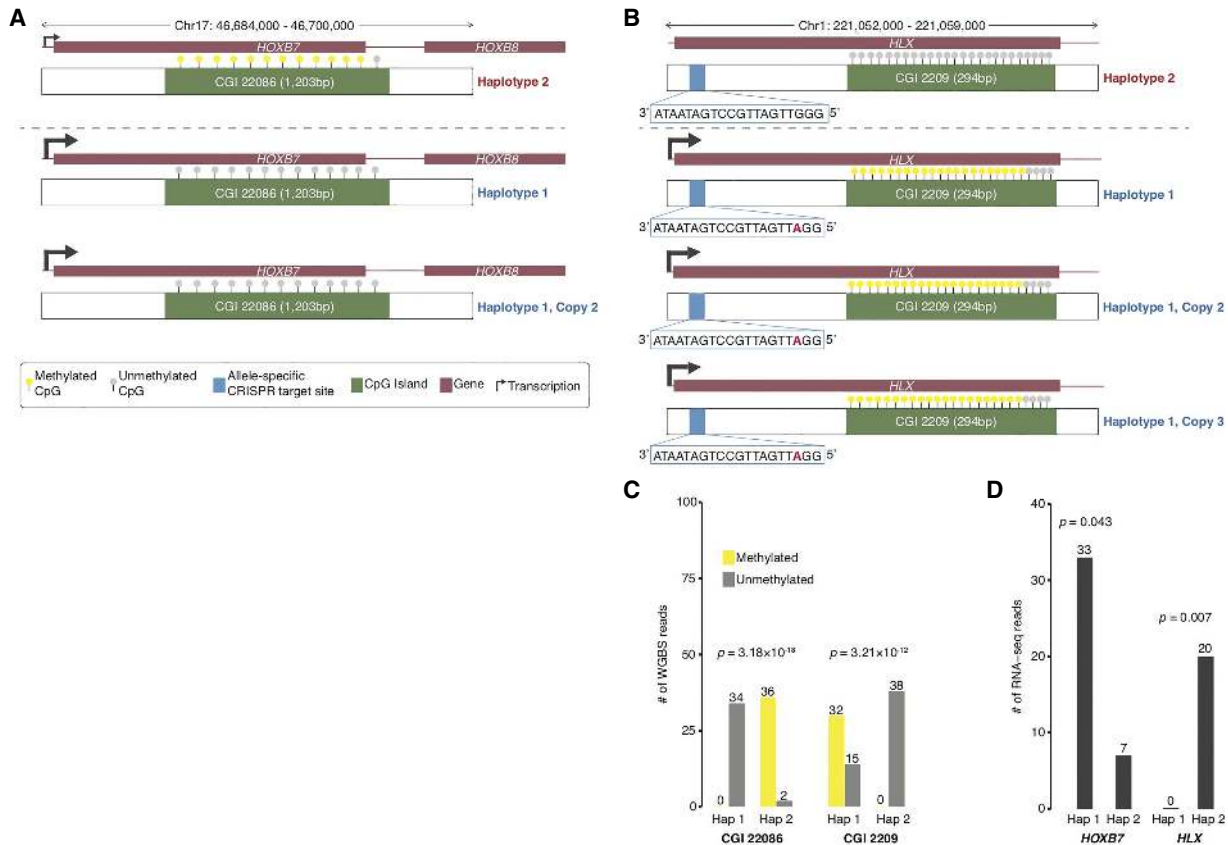 A
Chr17: 46,684,000 - 46,700,000
HOXB7
HOXB8
CGI 22086 (1,203bp)
Haplotype 2
HOXB7
HOXB8
CGI 22086 (1,203bp)
Haplotype 1
HOXB7
HOXB8
CGI 22086 (1,203bp)
Haplotype 1, Copy 2
Methylated CpG
Unmethylated CpG
Allele-specific CRISPR target site
CpG Island
Gene
Transcription
B
Chr1: 221,052,000 - 221,059,000
HLX
CGI 2209 (294bp)
Haplotype 2
3' ATAATAGTCCGTTAGTTGGG 5'
HLX
CGI 2209 (294bp)
Haplotype 1
3' ATAATAGTCCGTTAGTTAGG 5'
HLX
CGI 2209 (294bp)
Haplotype 1, Copy 2
3' ATAATAGTCCGTTAGTTAGG 5'
HLX
CGI 2209 (294bp)
Haplotype 1, Copy 3
3' ATAATAGTCCGTTAGTTAGG 5'
C
# of WGBS reads
100
75
50
25
0
Methylated
Unmethylated
p = 3.18×10⁻¹⁸
p = 3.21×10⁻¹²
0
34
36
2
32
15
0
38
Hap 1
Hap 2
Hap 1
Hap 2
CGI 22086
CGI 2209
D
# of RNA-seq reads
40
30
20
10
0
p = 0.043
p = 0.007
33
7
0
20
Hap 1
Hap 2
Hap 1
Hap 2
HOXB7
HLX